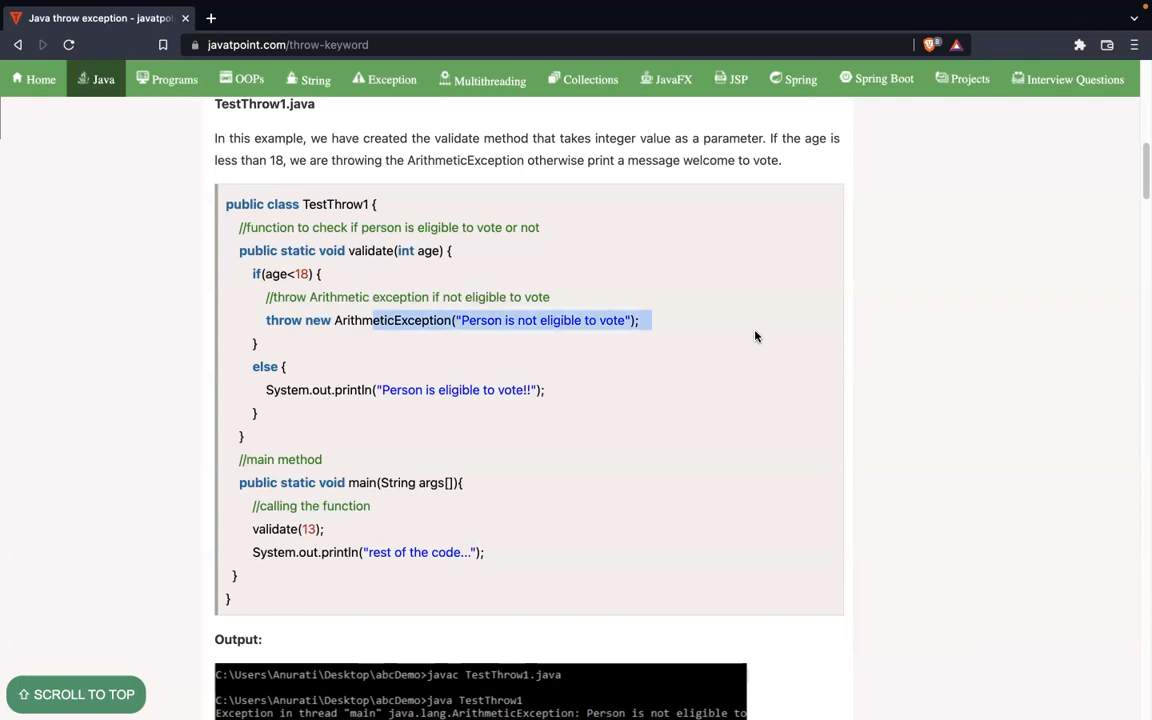 Java throw exception - javatpoi
javatpoint.com/throw-keyword
8
Home Java Programs OOPs String Exception Multithreading Collections JavaFX JSP Spring Spring Boot Projects Interview Questions
TestThrow1.java
In this example, we have created the validate method that takes integer value as a parameter. If the age is
less than 18, we are throwing the ArithmeticException otherwise print a message welcome to vote.
public class TestThrow1 {
//function to check if person is eligible to vote or not
public static void validate(int age) {
if(age<18) {
//throw Arithmetic exception if not eligible to vote
throw new ArithmeticException("Person is not eligible to vote");
}
else {
System.out.println("Person is eligible to vote!!");
}
}
//main method
public static void main(String args[]){
//calling the function
validate(13);
System.out.println("rest of the code...");
}
}
Output:
C:\Users\Anurati\Desktop\abcDemo>javac TestThrow1.java
C:\Users\Anurati\Desktop\abcDemo>java TestThrow1
Exception in thread "main" java.lang.ArithmeticException: Person is not eligible to
SCROLL TO TOP